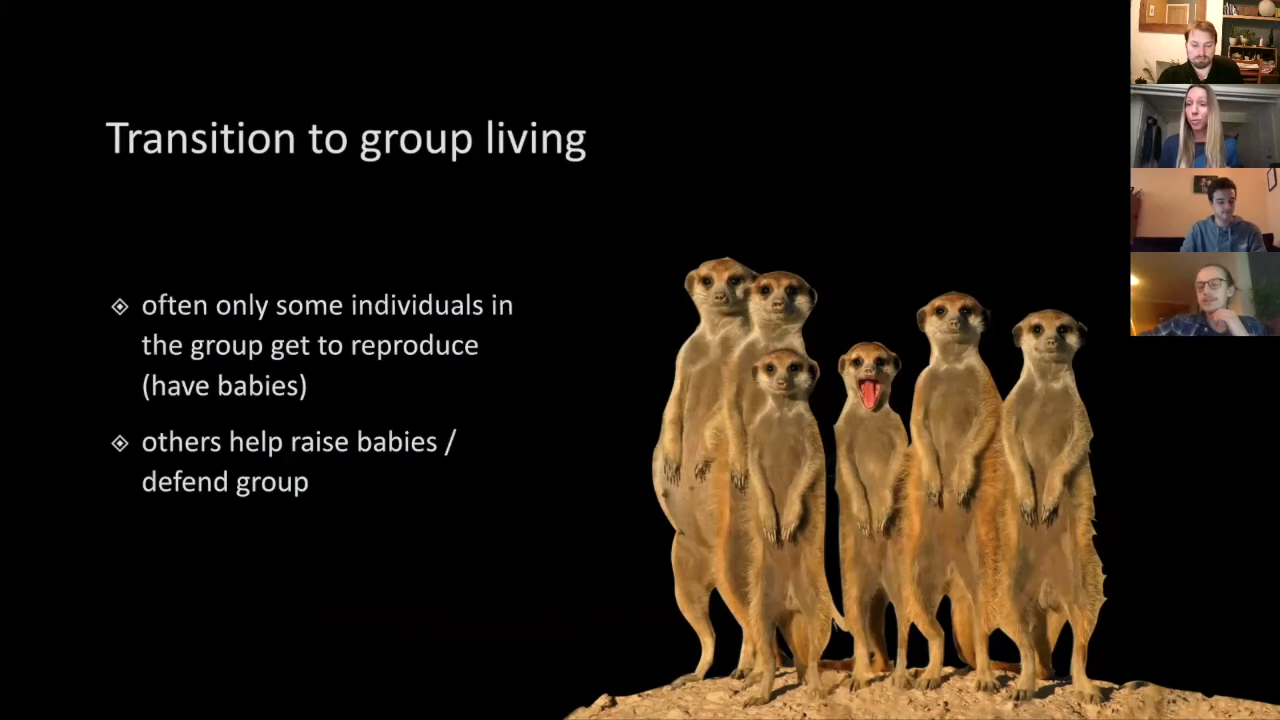 Transition to group living
often only some individuals in
the group get to reproduce
(have babies)
others help raise babies /
defend group